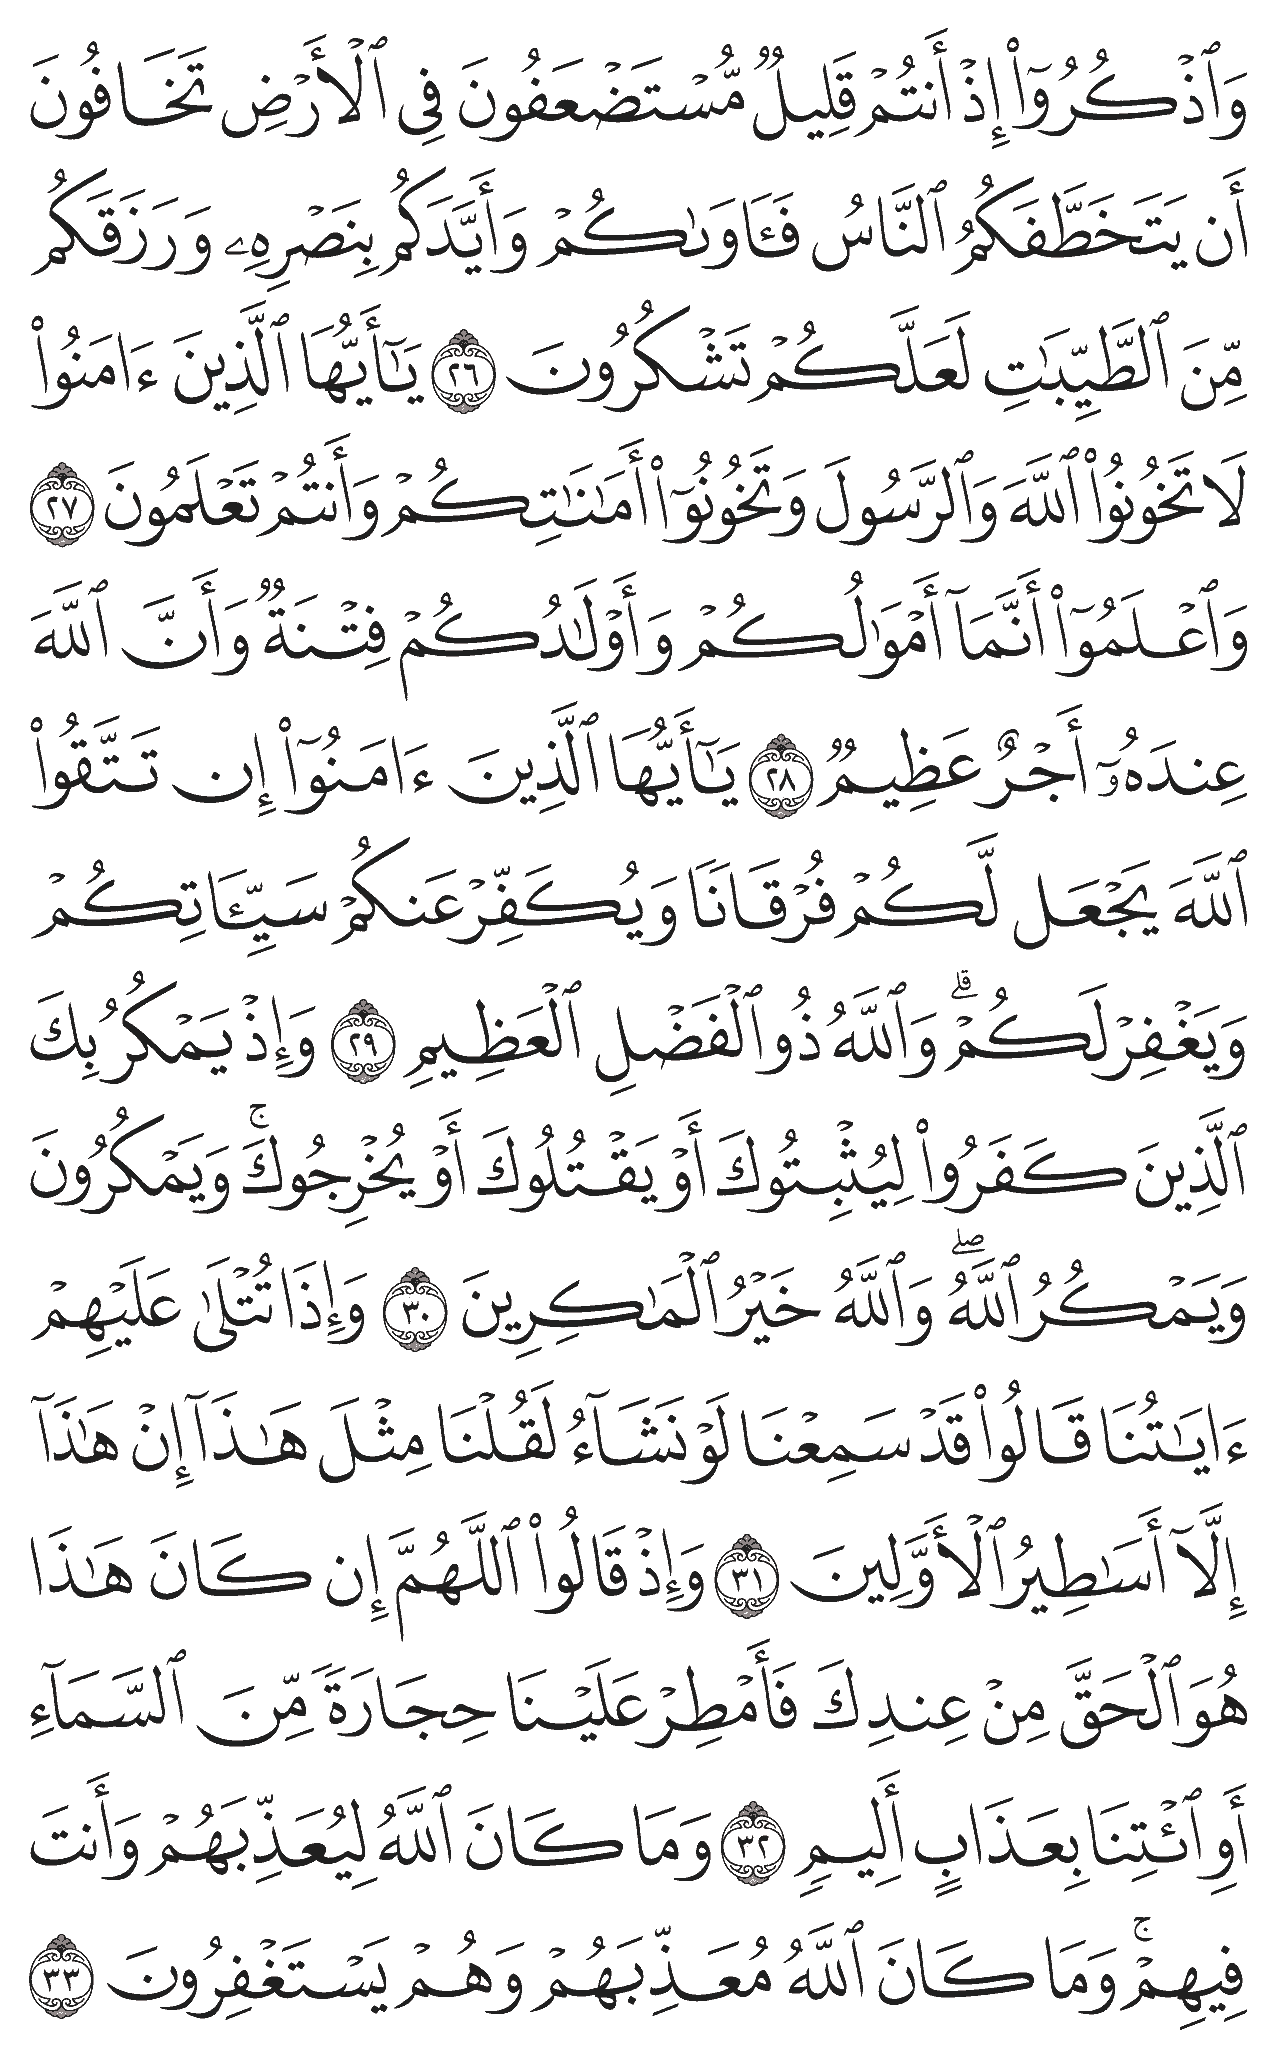 وَٱذۡكُرُوٓاْ إِذۡ أَنتُمۡ قَلِيلٞ مُّسۡتَضۡعَفُونَ فِي ٱلۡأَرۡضِ تَخَافُونَ
أَن يَتَخَطَّفَكُمُ ٱلنَّاسُ فَـَٔاوَىٰكُمۡ وَأَيَّدَكُم بِنَصۡرِهِۦ وَرَزَقَكُم
مِّنَ ٱلطَّيِّبَٰتِ لَعَلَّكُمۡ تَشۡكُرُونَ ٢٦ يَٰٓأَيُّهَا ٱلَّذِينَ ءَامَنُواْ
لَا تَخُونُواْ ٱللَّهَ وَٱلرَّسُولَ وَتَخُونُوٓاْ أَمَٰنَٰتِكُمۡ وَأَنتُمۡ تَعۡلَمُونَ ٢٧
وَٱعۡلَمُوٓاْ أَنَّمَآ أَمۡوَٰلُكُمۡ وَأَوۡلَٰدُكُمۡ فِتۡنَةٞ وَأَنَّ ٱللَّهَ
عِندَهُۥٓ أَجۡرٌ عَظِيمٞ ٢٨ يَٰٓأَيُّهَا ٱلَّذِينَ ءَامَنُوٓاْ إِن تَتَّقُواْ
ٱللَّهَ يَجۡعَل لَّكُمۡ فُرۡقَانٗا وَيُكَفِّرۡ عَنكُمۡ سَيِّـَٔاتِكُمۡ
وَيَغۡفِرۡ لَكُمۡۗ وَٱللَّهُ ذُو ٱلۡفَضۡلِ ٱلۡعَظِيمِ ٢٩ وَإِذۡ يَمۡكُرُ بِكَ
ٱلَّذِينَ كَفَرُواْ لِيُثۡبِتُوكَ أَوۡ يَقۡتُلُوكَ أَوۡ يُخۡرِجُوكَۚ وَيَمۡكُرُونَ
وَيَمۡكُرُ ٱللَّهُۖ وَٱللَّهُ خَيۡرُ ٱلۡمَٰكِرِينَ ٣٠ وَإِذَا تُتۡلَىٰ عَلَيۡهِمۡ
ءَايَٰتُنَا قَالُواْ قَدۡ سَمِعۡنَا لَوۡ نَشَآءُ لَقُلۡنَا مِثۡلَ هَٰذَآ إِنۡ هَٰذَآ
إِلَّآ أَسَٰطِيرُ ٱلۡأَوَّلِينَ ٣١ وَإِذۡ قَالُواْ ٱللَّهُمَّ إِن كَانَ هَٰذَا
هُوَ ٱلۡحَقَّ مِنۡ عِندِكَ فَأَمۡطِرۡ عَلَيۡنَا حِجَارَةٗ مِّنَ ٱلسَّمَآءِ
أَوِ ٱئۡتِنَا بِعَذَابٍ أَلِيمٖ ٣٢ وَمَا كَانَ ٱللَّهُ لِيُعَذِّبَهُمۡ وَأَنتَ
فِيهِمۡۚ وَمَا كَانَ ٱللَّهُ مُعَذِّبَهُمۡ وَهُمۡ يَسۡتَغۡفِرُونَ ٣٣